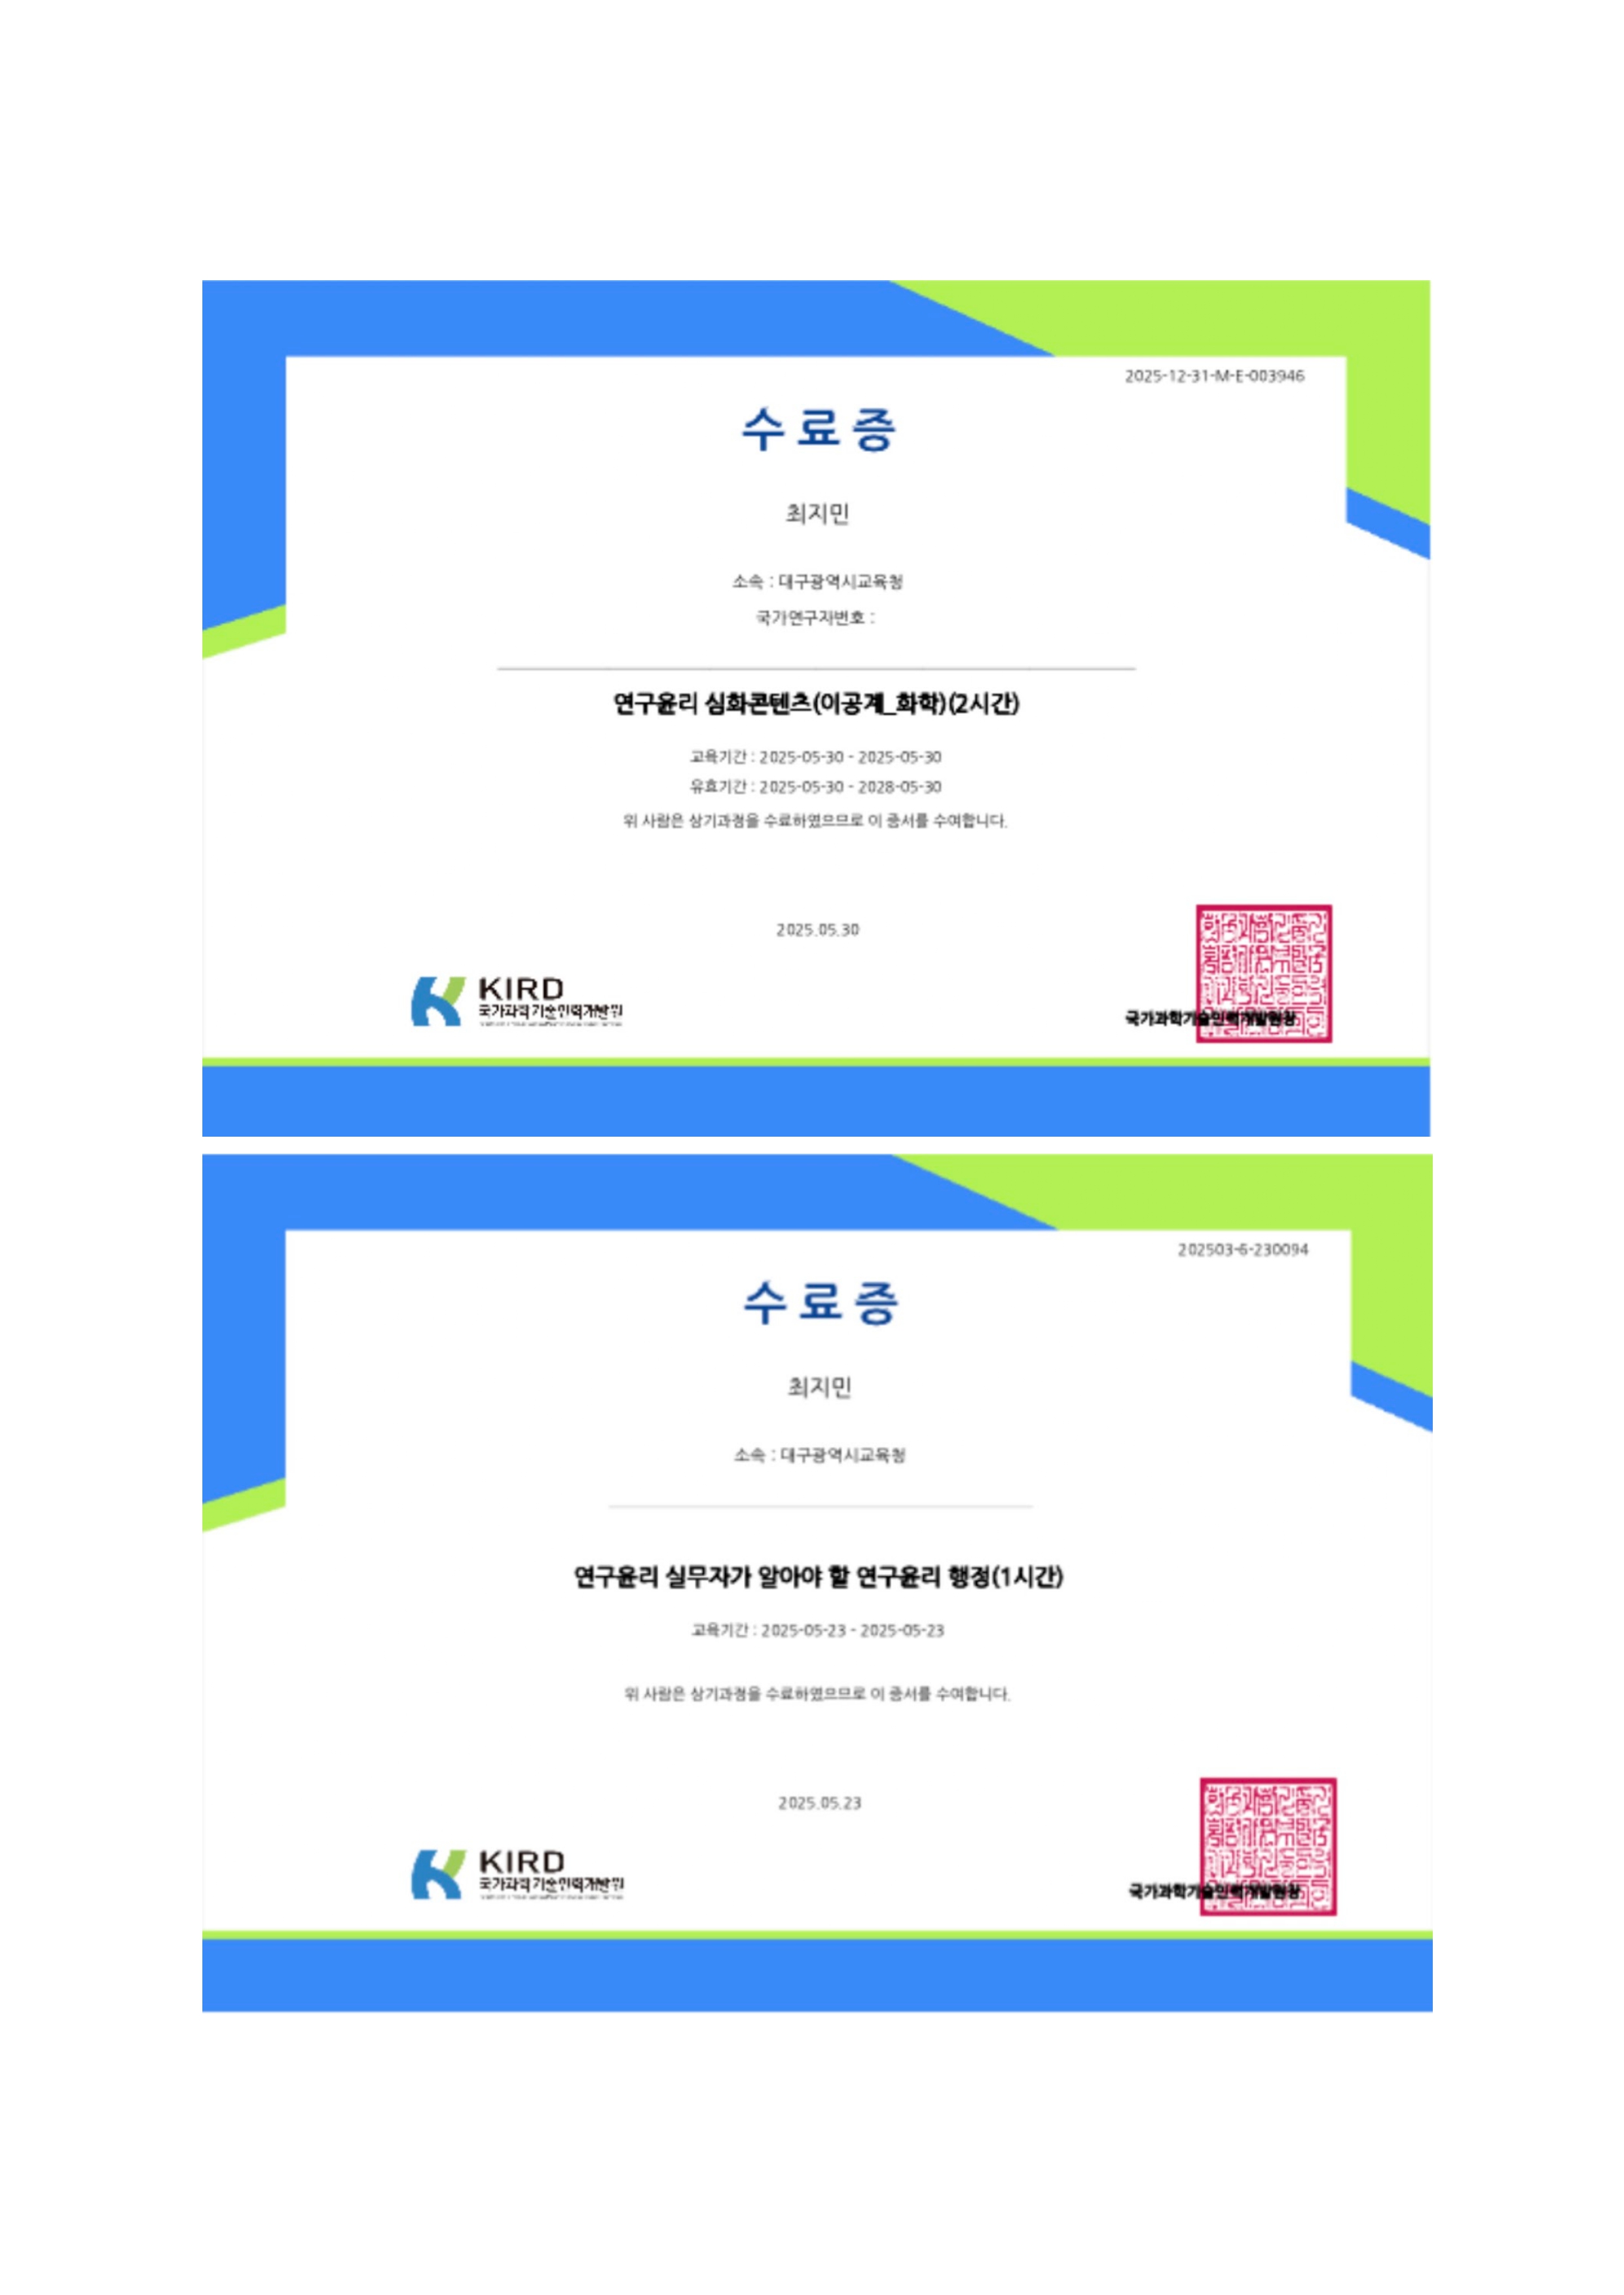 2025-12-31-M-E-003946
수료증
최지민
소속 : 대구광역시교육청
국가연구자번호 :
연구윤리 심화콘텐츠(이공계_화학)(2시간)
교육기간 : 2025-05-30 - 2025-05-30
유효기간 : 2025-05-30 - 2028-05-30
위 사람은 상기과정을 수료하였으므로 이 증서를 수여합니다.
2025.05.30
KIRD
국가과학기술인력개발원
국가과학기술인력개발원장
202503-6-230094
수료증
최지민
소속 : 대구광역시교육청
연구윤리 실무자가 알아야 할 연구윤리 행정(1시간)
교육기간 : 2025-05-23 - 2025-05-23
위 사람은 상기과정을 수료하였으므로 이 증서를 수여합니다.
2025.05.23
KIRD
국가과학기술인력개발원
국가과학기술인력개발원장